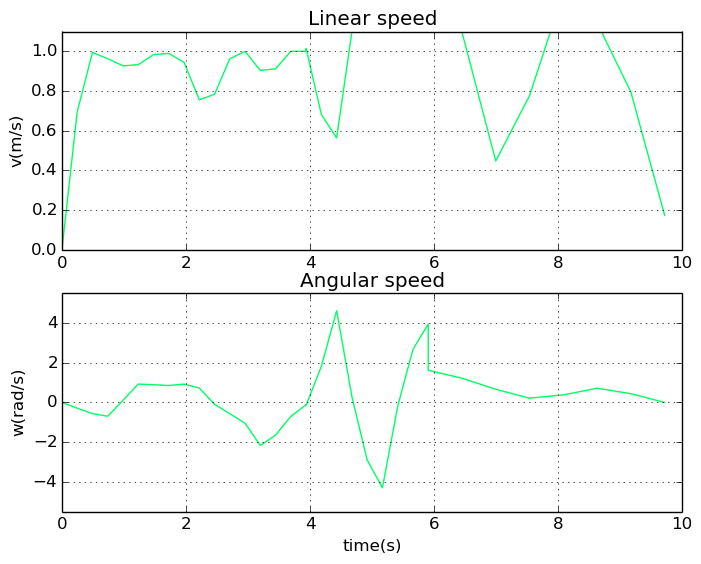 Linear speed
v(m/s)
1.0
0.8
0.6
0.4
0.2
0.0
0 2 4 6 8 10
Angular speed
w(rad/s)
4
2
0
−2
−4
0 2 4 6 8 10
time(s)